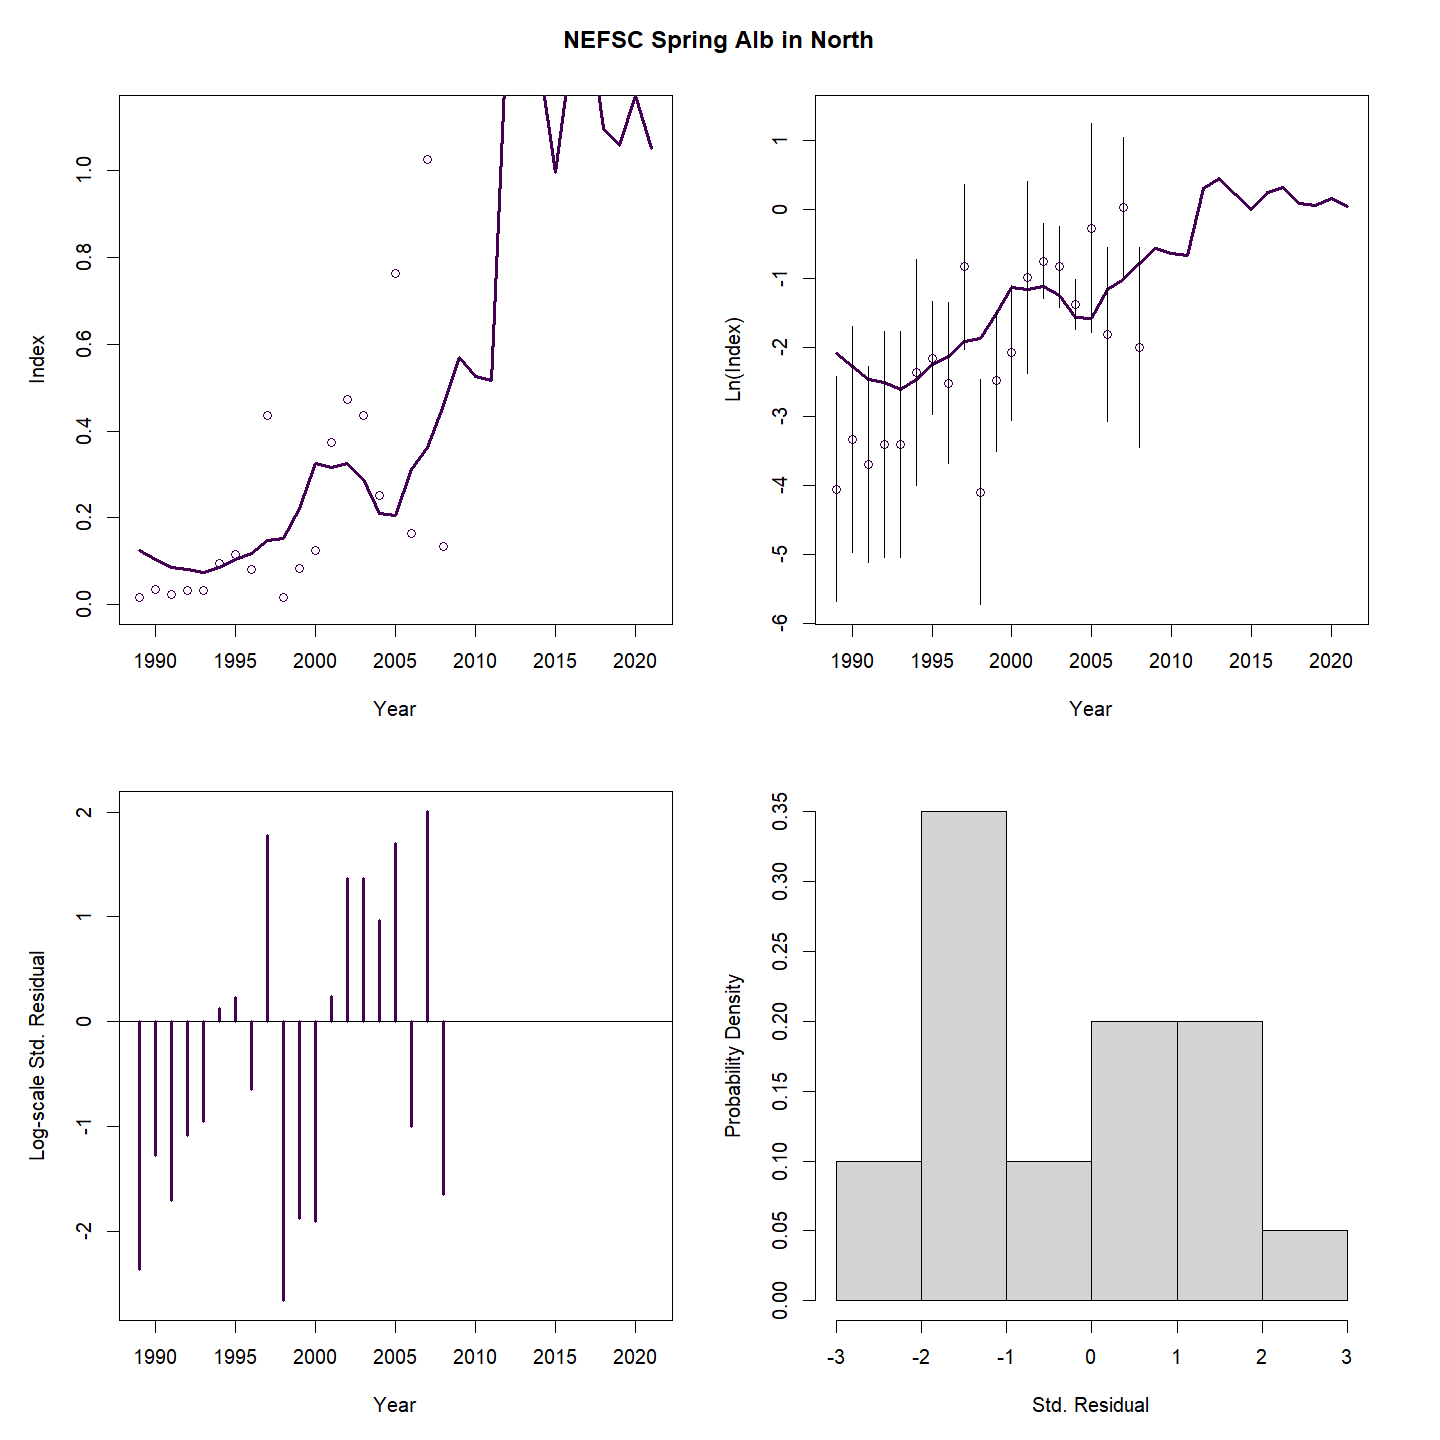 NEFSC Spring Alb in North
Index
0.0 0.2 0.4 0.6 0.8 1.0
1990 1995 2000 2005 2010 2015 2020
Year
Ln(Index)
-6 -5 -4 -3 -2 -1 0 1
1990 1995 2000 2005 2010 2015 2020
Year
Log-scale Std. Residual
-2 -1 0 1 2
1990 1995 2000 2005 2010 2015 2020
Year
Probability Density
0.00 0.05 0.10 0.15 0.20 0.25 0.30 0.35
-3 -2 -1 0 1 2 3
Std. Residual